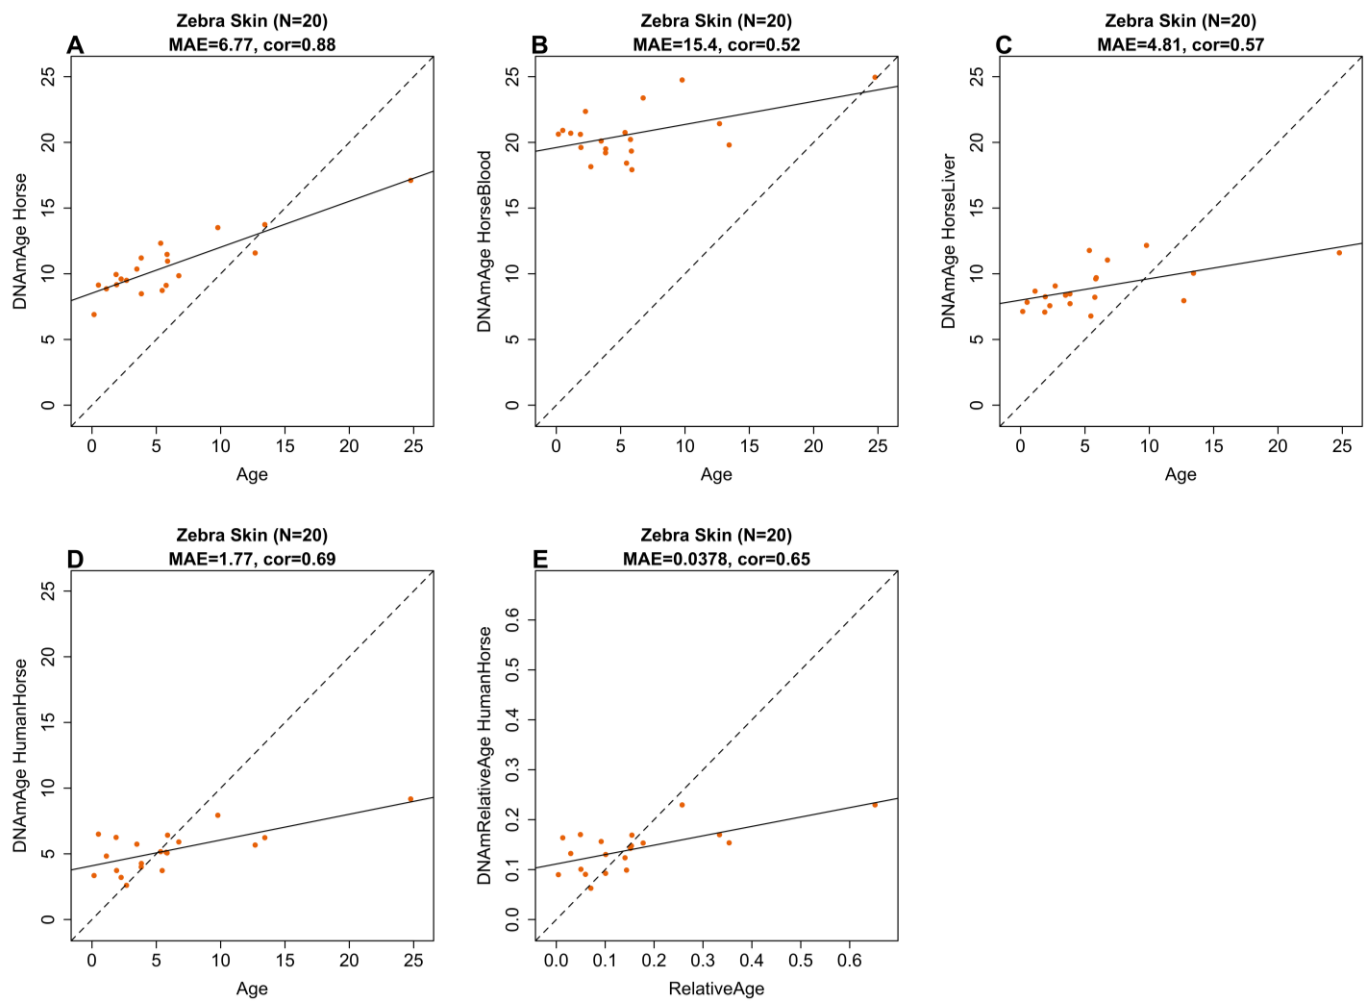 Zebra Skin (N=20)
A MAE=6.77, cor=0.88
DNAmAge Horse
25
20
15
10
5
0
0 5 10 15 20 25
Age
Zebra Skin (N=20)
B MAE=15.4, cor=0.52
DNAmAge HorseBlood
25
20
15
10
5
0
0 5 10 15 20 25
Age
Zebra Skin (N=20)
C MAE=4.81, cor=0.57
DNAmAge HorseLiver
25
20
15
10
5
0
0 5 10 15 20 25
Age
Zebra Skin (N=20)
D MAE=1.77, cor=0.69
DNAmAge HumanHorse
25
20
15
10
5
0
0 5 10 15 20 25
Age
Zebra Skin (N=20)
E MAE=0.0378, cor=0.65
DNAmRelativeAge HumanHorse
0.6
0.5
0.4
0.3
0.2
0.1
0.0
0.0 0.1 0.2 0.3 0.4 0.5 0.6
RelativeAge